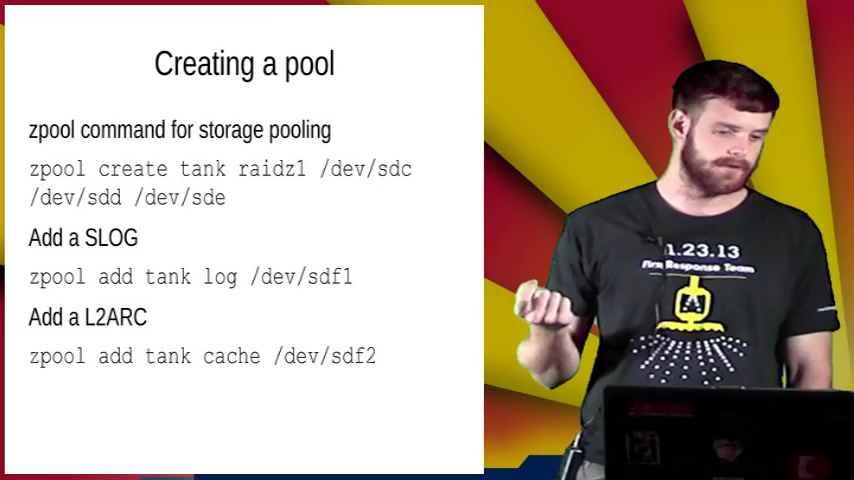 Creating a pool
zpool command for storage pooling
zpool create tank raidz1 /dev/sdc
/dev/sdd /dev/sde
Add a SLOG
zpool add tank log /dev/sdf1
Add a L2ARC
zpool add tank cache /dev/sdf2
1.23.13
First Response Team